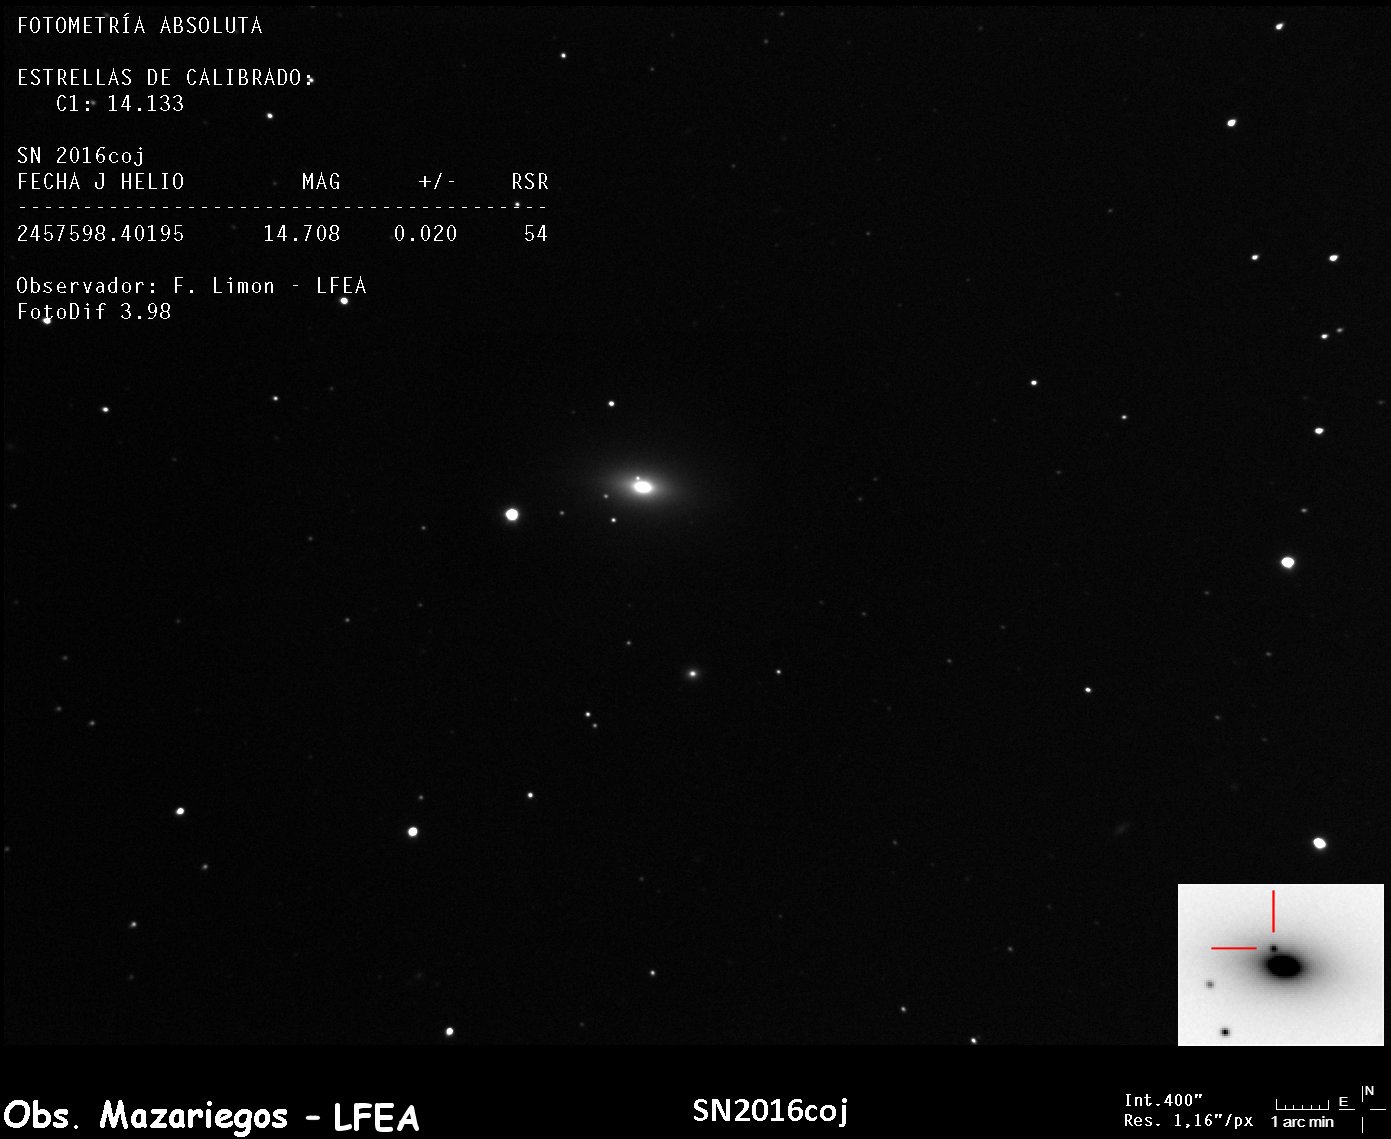 FOTOMETRÍA ABSOLUTA
ESTRELLAS DE CALIBRADO:
C1: 14.133
SN 2016coj
FECHA J HELIO MAG +/- RSR
---------------------------------------------
2457598.40195 14.708 0.020 54
Observador: F. Limon - LFEA
FotoDif 3.98
Obs. Mazariegos - LFEA
SN2016coj
Int.400"
Res. 1,16"/px
1 arc min
E
N